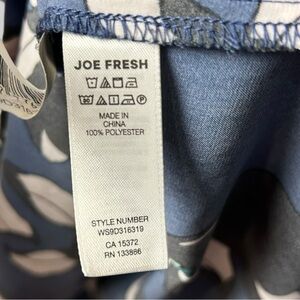 JOE FRESH
MADE IN
CHINA
100% POLYESTER
STYLE NUMBER
WS9D316319
CA 15372
RN 133866